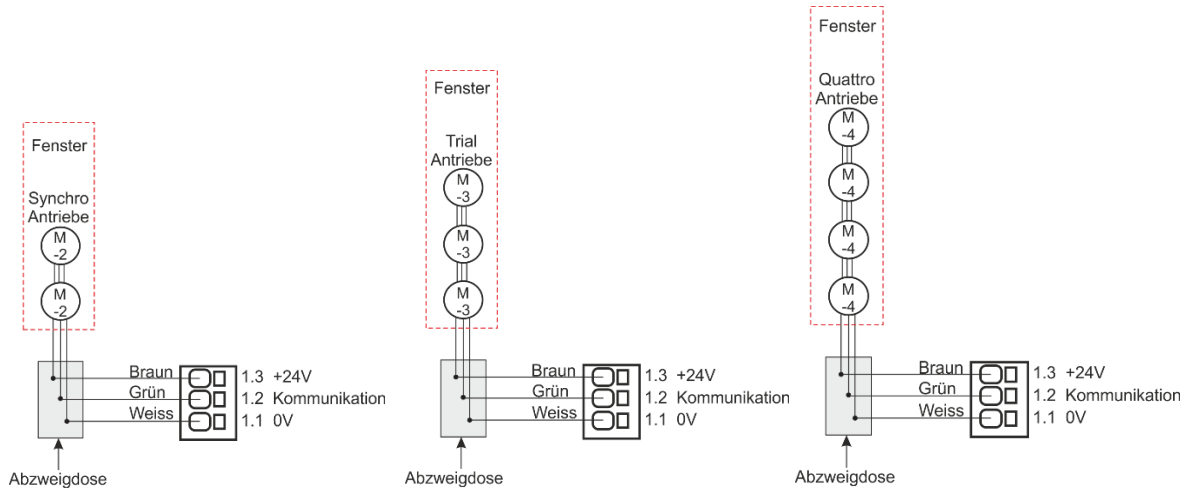 Fenster
Synchro
Antriebe
M
-2
M
-2
Braun
1.3 +24V
Grün
1.2 Kommunikation
Weiss
1.1 0V
Abzweigdose
Fenster
Trial
Antriebe
M
-3
M
-3
M
-3
Braun
1.3 +24V
Grün
1.2 Kommunikation
Weiss
1.1 0V
Abzweigdose
Fenster
Quattro
Antriebe
M
-4
M
-4
M
-4
M
-4
Braun
1.3 +24V
Grün
1.2 Kommunikation
Weiss
1.1 0V
Abzweigdose